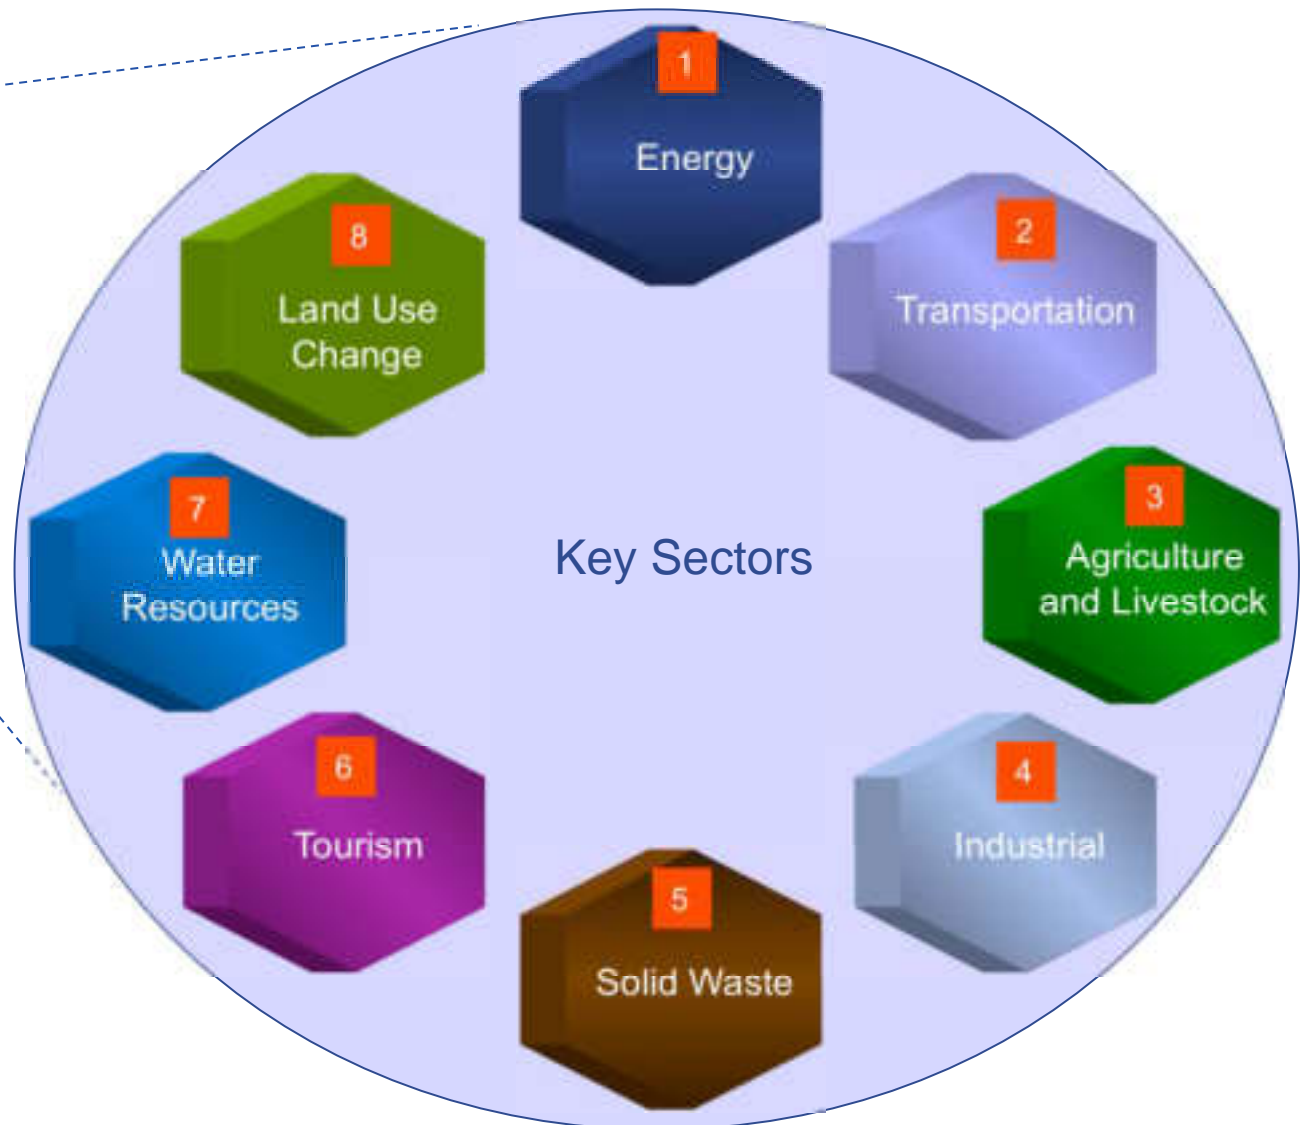 1
Energy
2
Transportation
3
Agriculture
and Livestock
4
Industrial
5
Solid Waste
6
Tourism
7
Water
Resources
8
Land Use
Change
Key Sectors